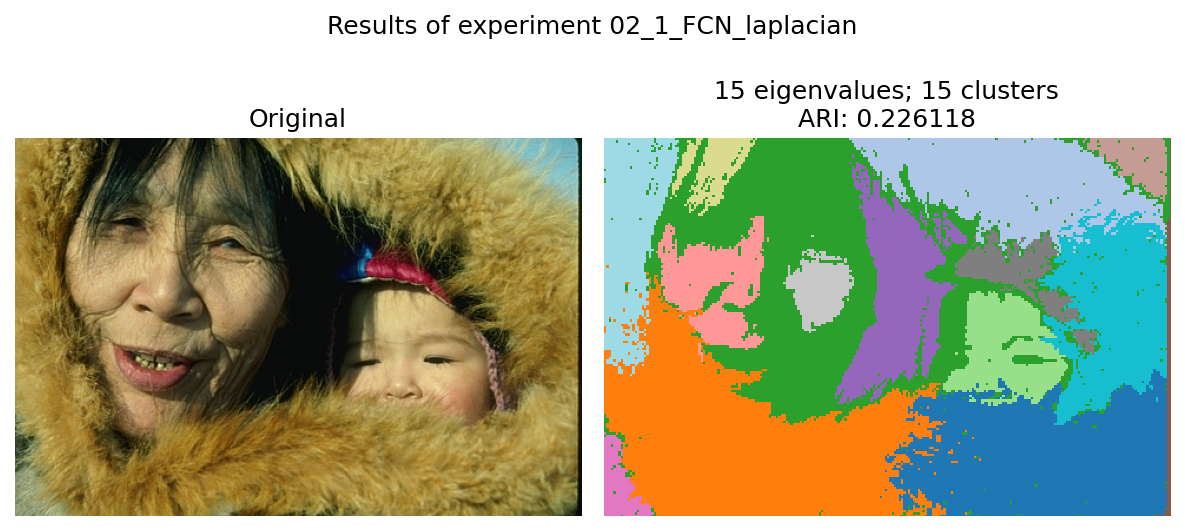 Results of experiment 02_1_FCN_laplacian
Original
15 eigenvalues; 15 clusters
ARI: 0.226118